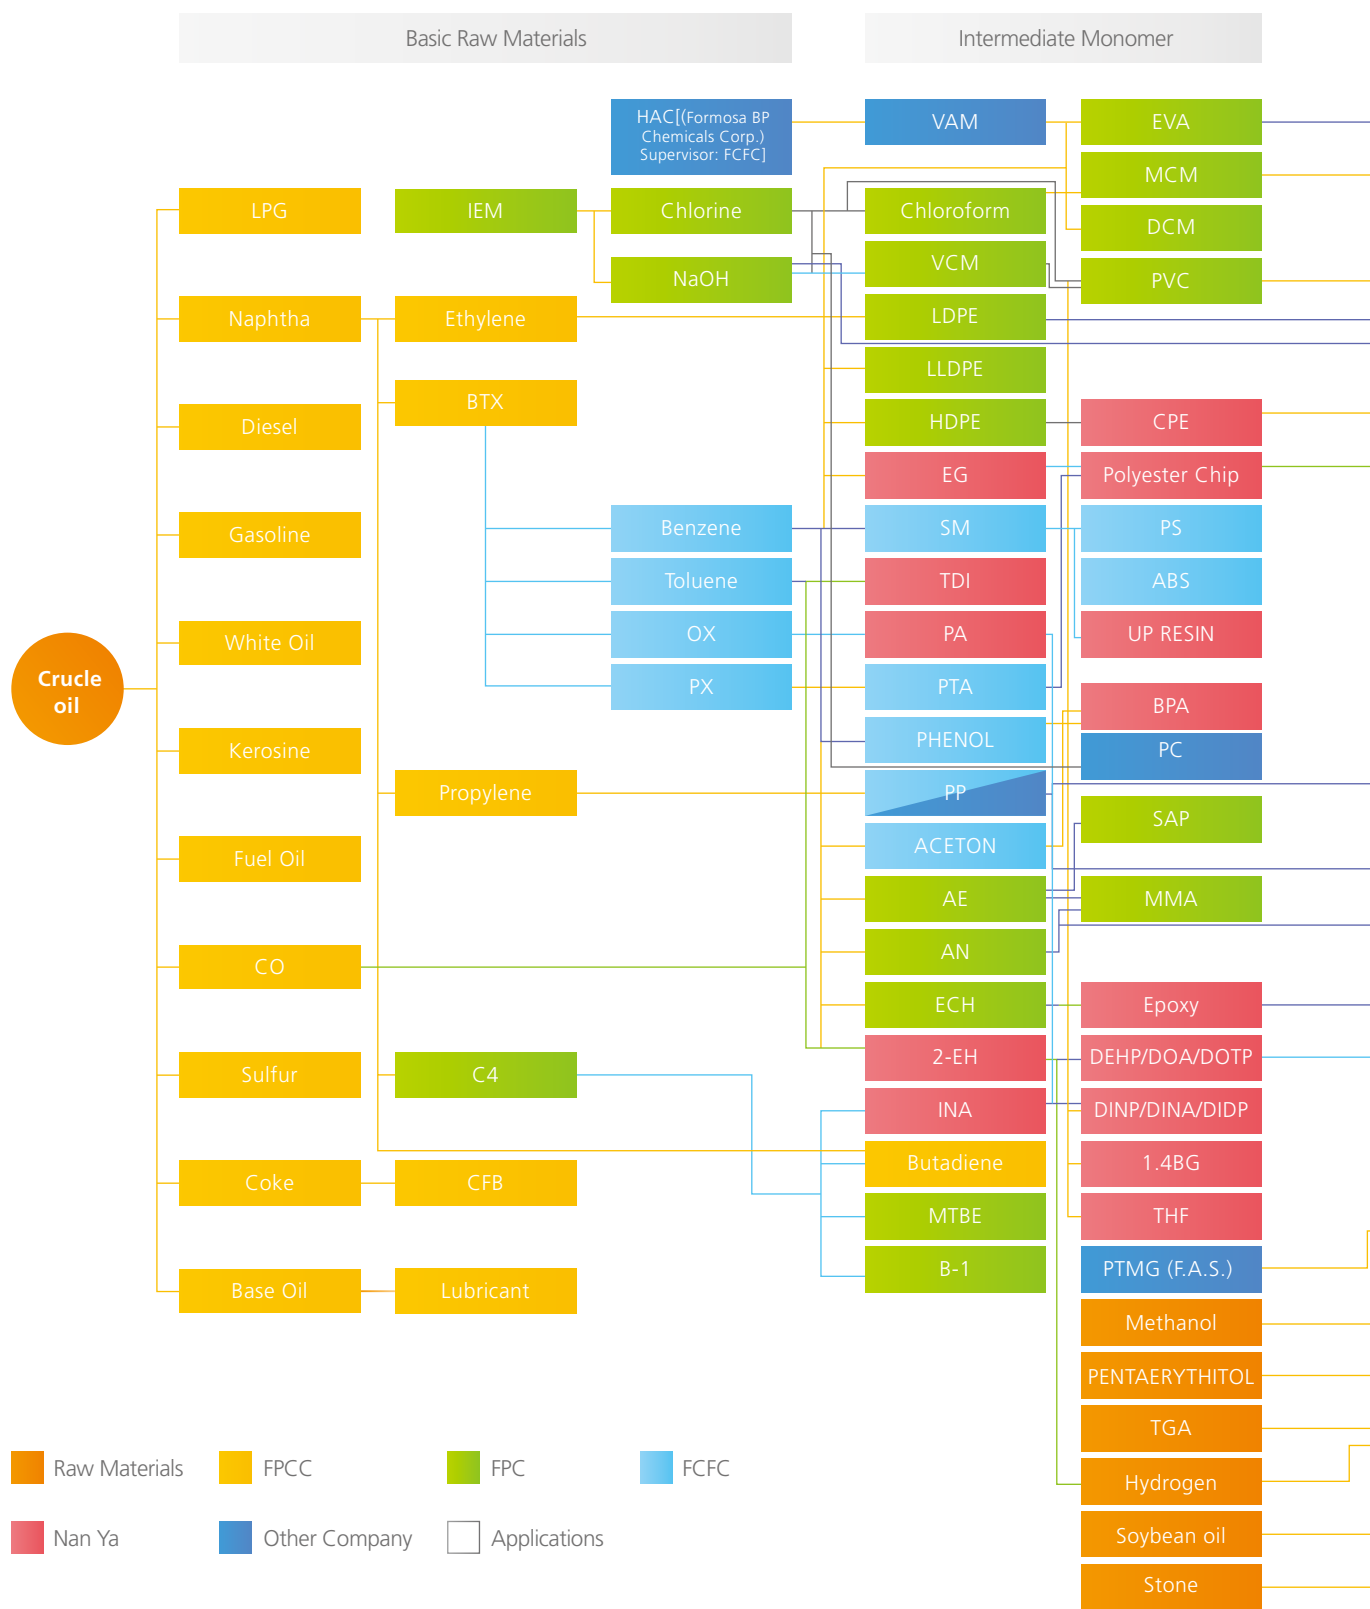 Basic Raw Materials
Intermediate Monomer
HAC[(Formosa BP
Chemicals Corp.)
Supervisor: FCFC]
VAM
EVA
MCM
LPG
IEM
Chlorine
Chloroform
DCM
NaOH
VCM
PVC
Naphtha
Ethylene
LDPE
LLDPE
BTX
Diesel
HDPE
CPE
EG
Polyester Chip
Gasoline
Benzene
SM
PS
Toluene
TDI
ABS
White Oil
OX
PA
UP RESIN
Crucle
oil
PX
PTA
BPA
PHENOL
PC
Kerosine
Propylene
PP
SAP
Fuel Oil
ACETON
AE
MMA
AN
CO
ECH
Epoxy
2-EH
DEHP/DOA/DOTP
Sulfur
C4
INA
DINP/DINA/DIDP
Butadiene
1.4BG
Coke
CFB
MTBE
THF
B-1
PTMG (F.A.S.)
Base Oil
Lubricant
Methanol
PENTAERYTHITOL
TGA
Hydrogen
Soybean oil
Stone
Raw Materials
FPCC
FPC
FCFC
Nan Ya
Other Company
Applications